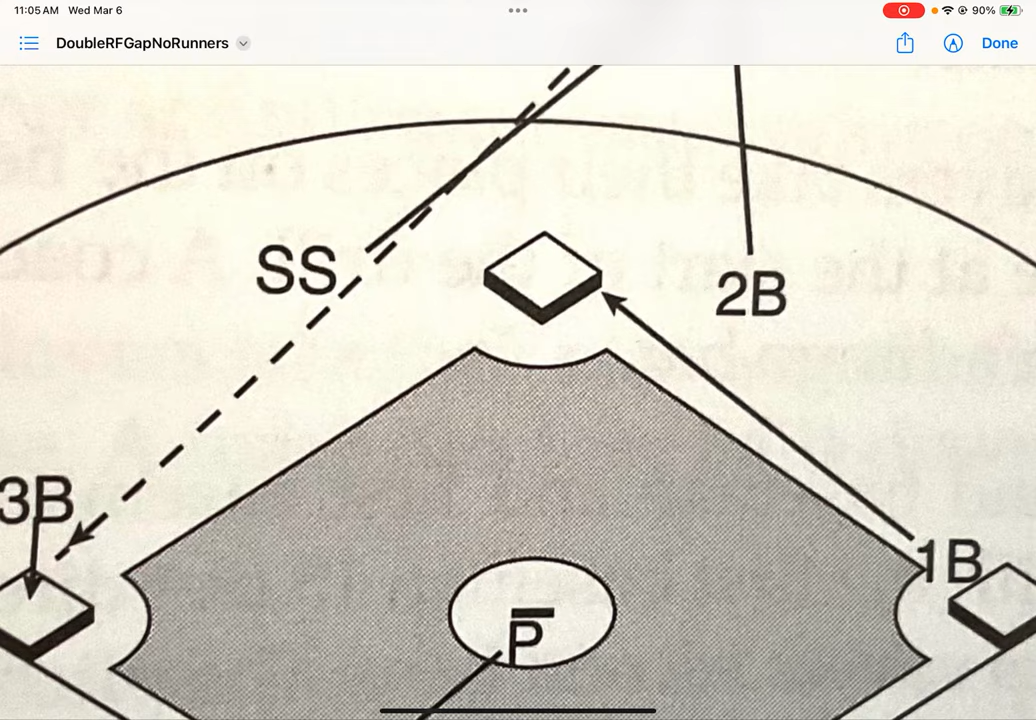 11:05 AM Wed Mar 6
90%
DoubleRFGapNoRunners
Done
SS
2B
3B
1B
P